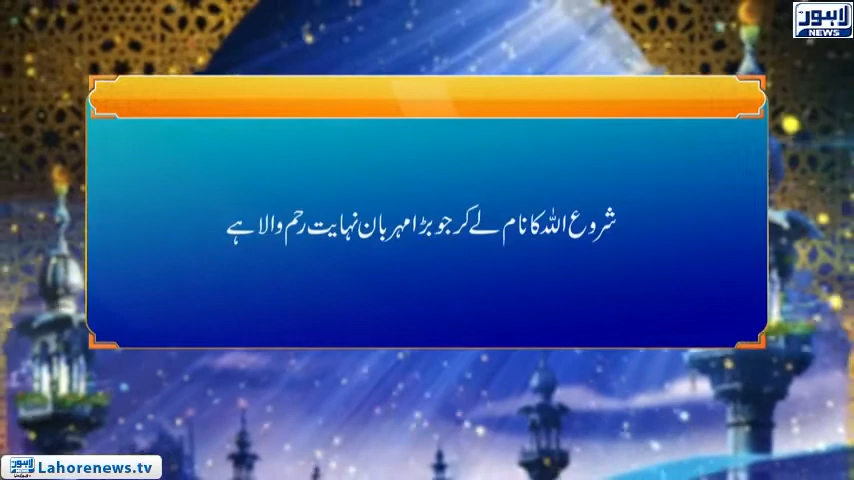 لاہور
NEWS
شروع اللہ کا نام لے کر جو بڑا مہربان نہایت رحم والا ہے
Lahorenews.tv